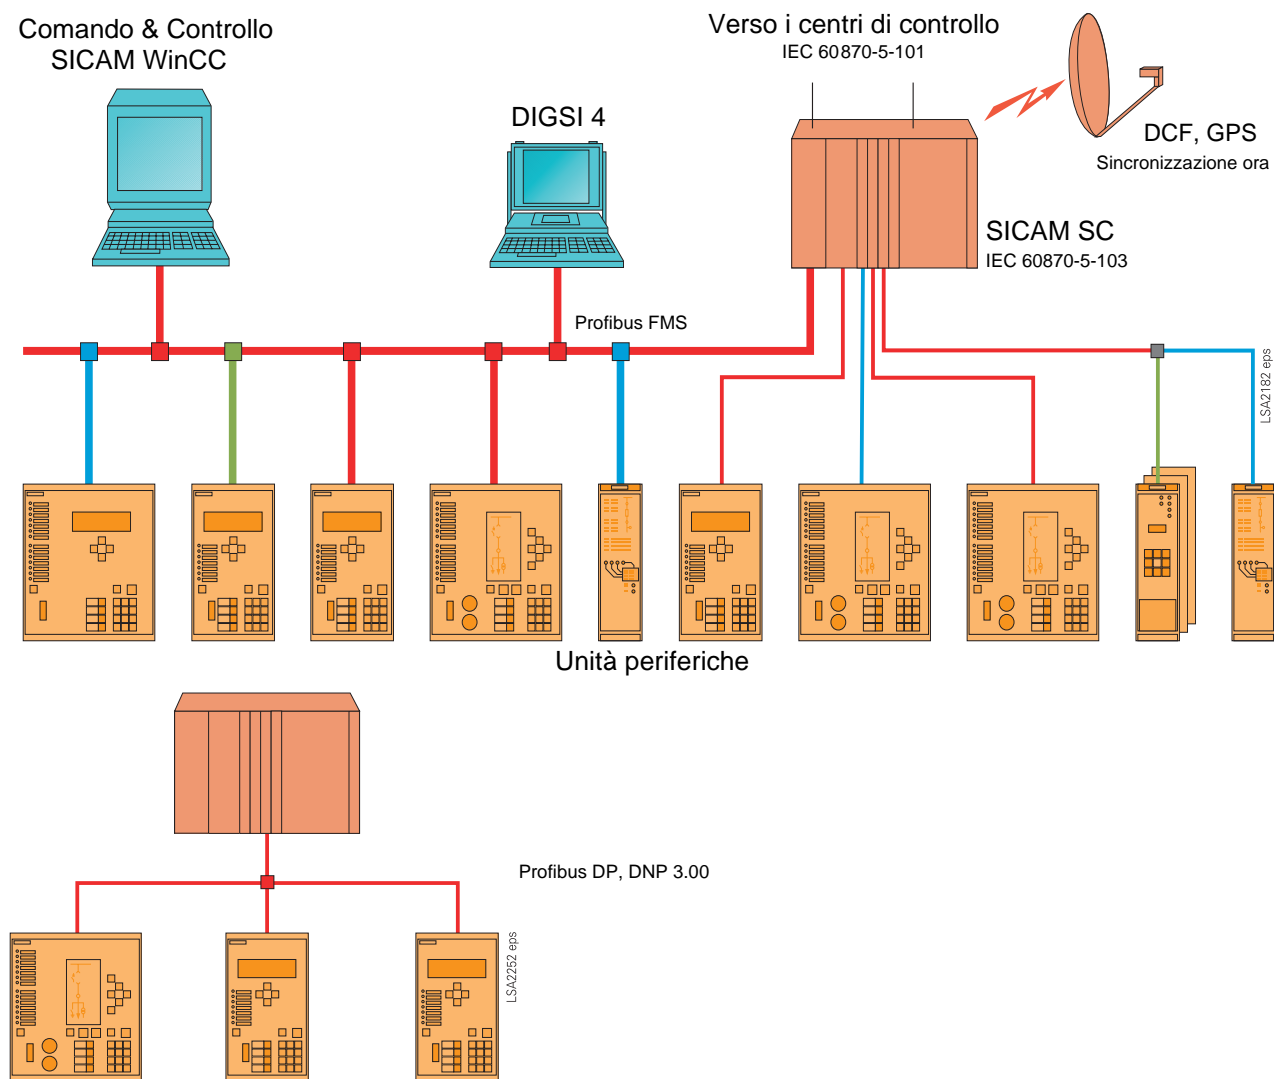 Comando & Controllo
SICAM WinCC
DIGSI 4
Verso i centri di controllo
IEC 60870-5-101
DCF, GPS
Sincronizzazione ora
SICAM SC
IEC 60870-5-103
Profibus FMS
LSA2182 eps
Unità periferiche
Profibus DP, DNP 3.00
LSA2252 eps